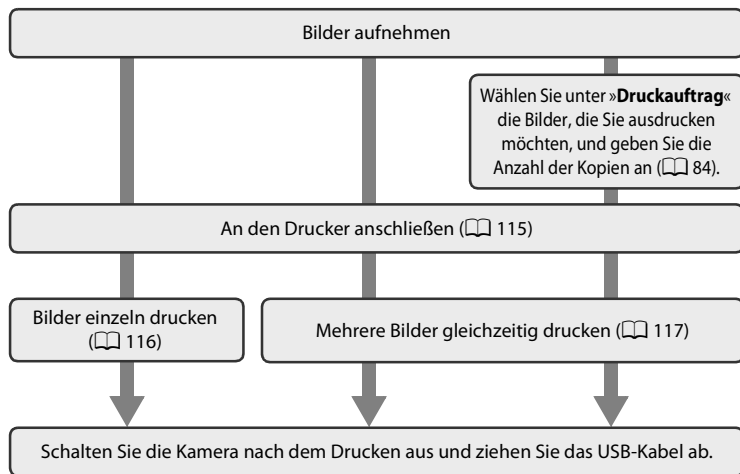 Bilder aufnehmen
Wählen Sie unter »Druckauftrag«
die Bilder, die Sie ausdrucken
möchten, und geben Sie die
Anzahl der Kopien an (📖 84).
An den Drucker anschließen (📖 115)
Bilder einzeln drucken
(📖 116)
Mehrere Bilder gleichzeitig drucken (📖 117)
Schalten Sie die Kamera nach dem Drucken aus und ziehen Sie das USB-Kabel ab.